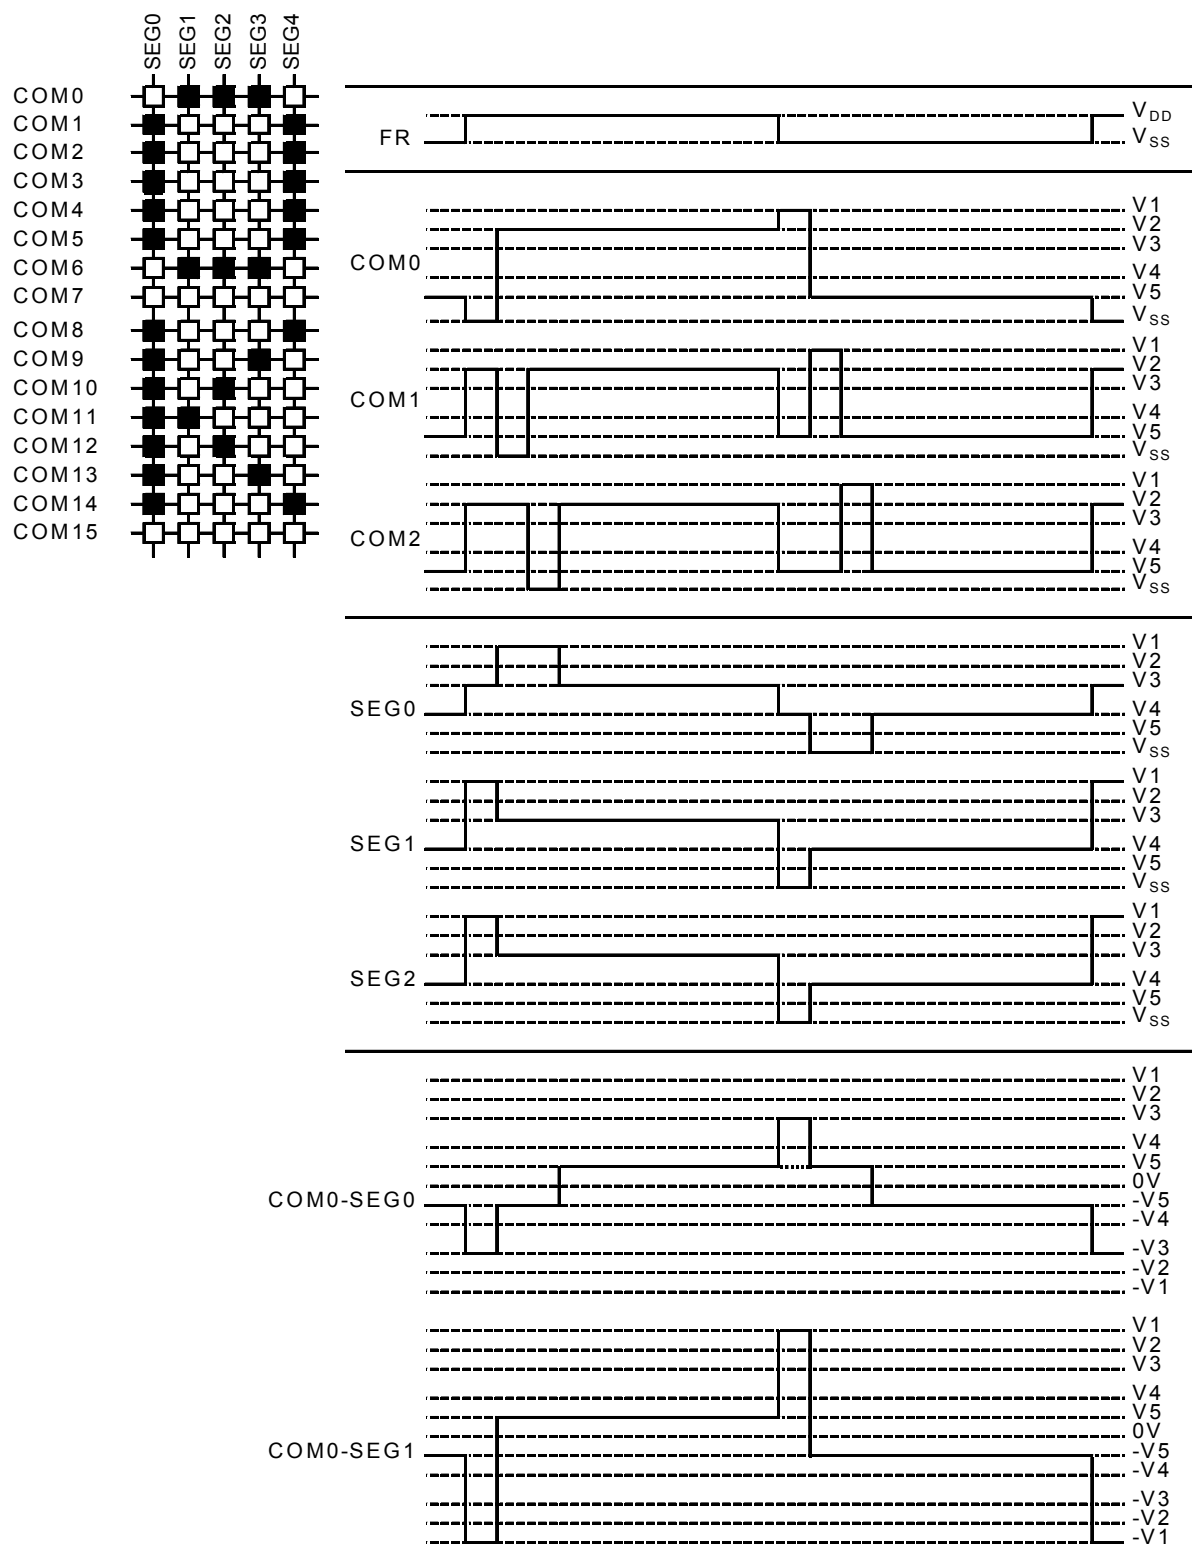 SEG0
SEG1
SEG2
SEG3
SEG4
COM0
COM1
COM2
COM3
COM4
COM5
COM6
COM7
COM8
COM9
COM10
COM11
COM12
COM13
COM14
COM15
FR
VDD
VSS
COM0
V1
V2
V3
V4
V5
VSS
COM1
V1
V2
V3
V4
V5
VSS
COM2
V1
V2
V3
V4
V5
VSS
SEG0
V1
V2
V3
V4
V5
VSS
SEG1
V1
V2
V3
V4
V5
VSS
SEG2
V1
V2
V3
V4
V5
VSS
COM0-SEG0
V1
V2
V3
V4
V5
0V
-V5
-V4
-V3
-V2
-V1
COM0-SEG1
V1
V2
V3
V4
V5
0V
-V5
-V4
-V3
-V2
-V1